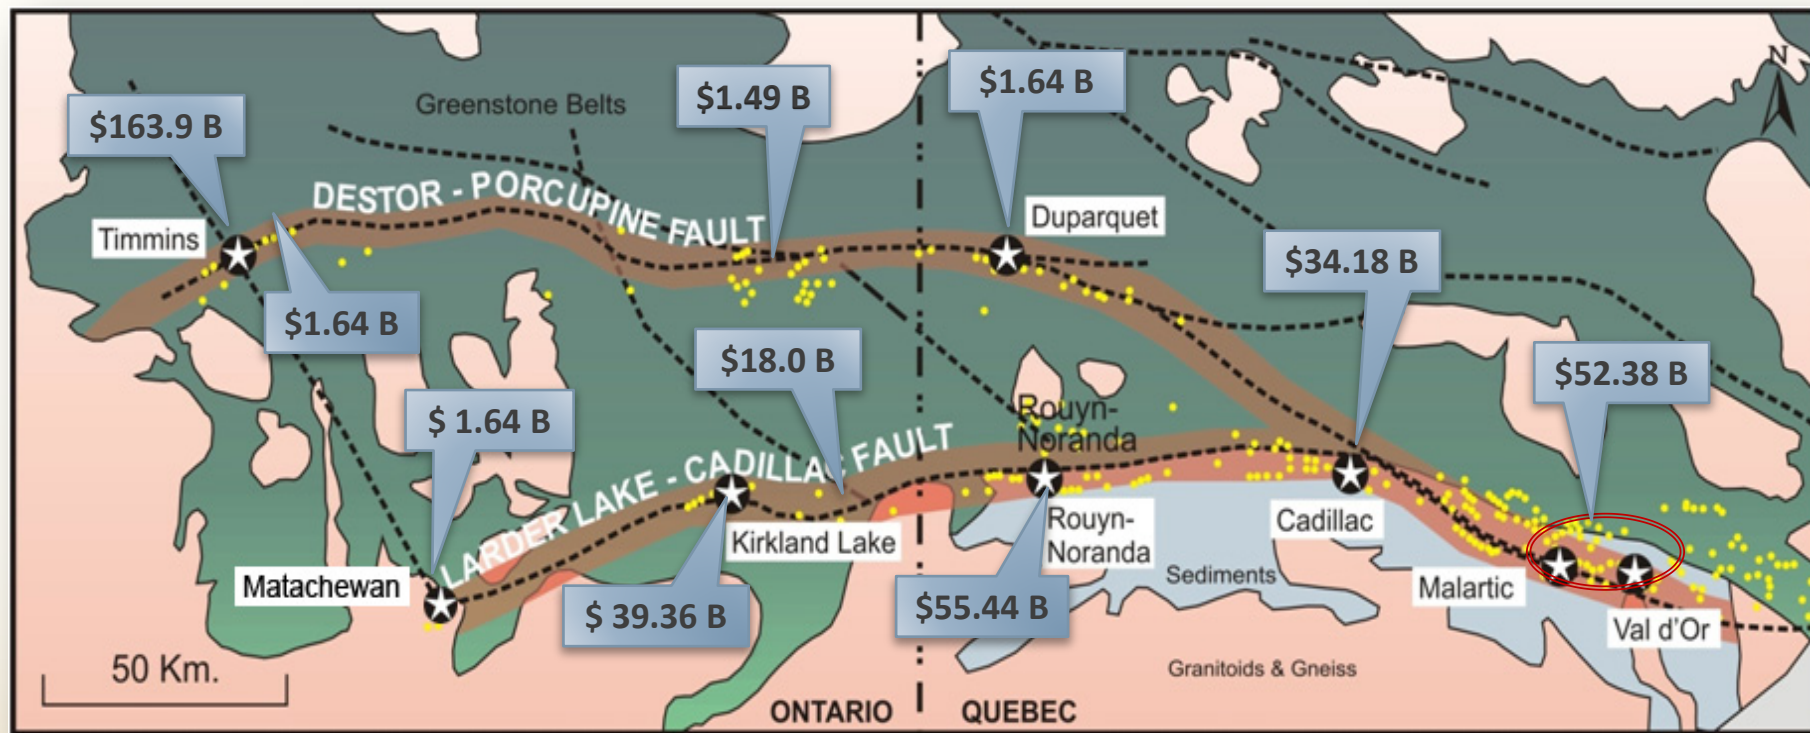 N
$163.9 B
Greenstone Belts
$1.49 B
$1.64 B
DESTOR - PORCUPINE FAULT
Timmins
Duparquet
$34.18 B
$1.64 B
$18.0 B
$52.38 B
$ 1.64 B
Rouyn-
Noranda
LARDER LAKE - CADILLAC FAULT
Kirkland Lake
Rouyn-
Noranda
Cadillac
Matachewan
$ 39.36 B
$55.44 B
Sediments
Malartic
Val d'Or
50 Km.
Granitoids & Gneiss
ONTARIO
QUEBEC